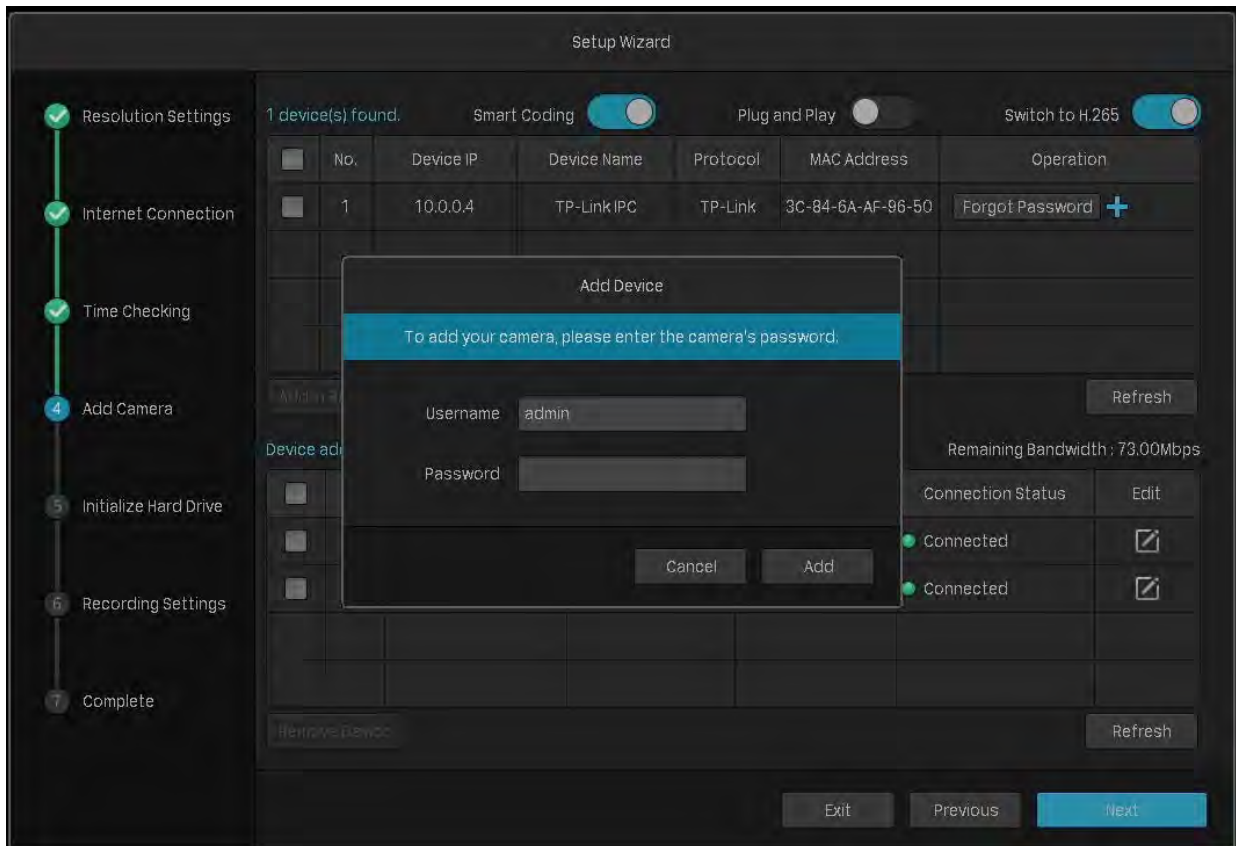 Setup Wizard
Resolution Settings
Internet Connection
Time Checking
4 Add Camera
5 Initialize Hard Drive
6 Recording Settings
7 Complete
1 device(s) found. Smart Coding Plug and Play Switch to H.265
No. Device IP Device Name Protocol MAC Address Operation
1 10.0.0.4 TP-Link IPC TP-Link 3C-84-6A-AF-96-50 Forgot Password
Add Device
To add your camera, please enter the camera's password.
Username admin
Password
Cancel Add
Refresh
Remaining Bandwidth : 73.00Mbps
Connection Status Edit
Connected
Connected
Remove Device
Refresh
Exit Previous Next